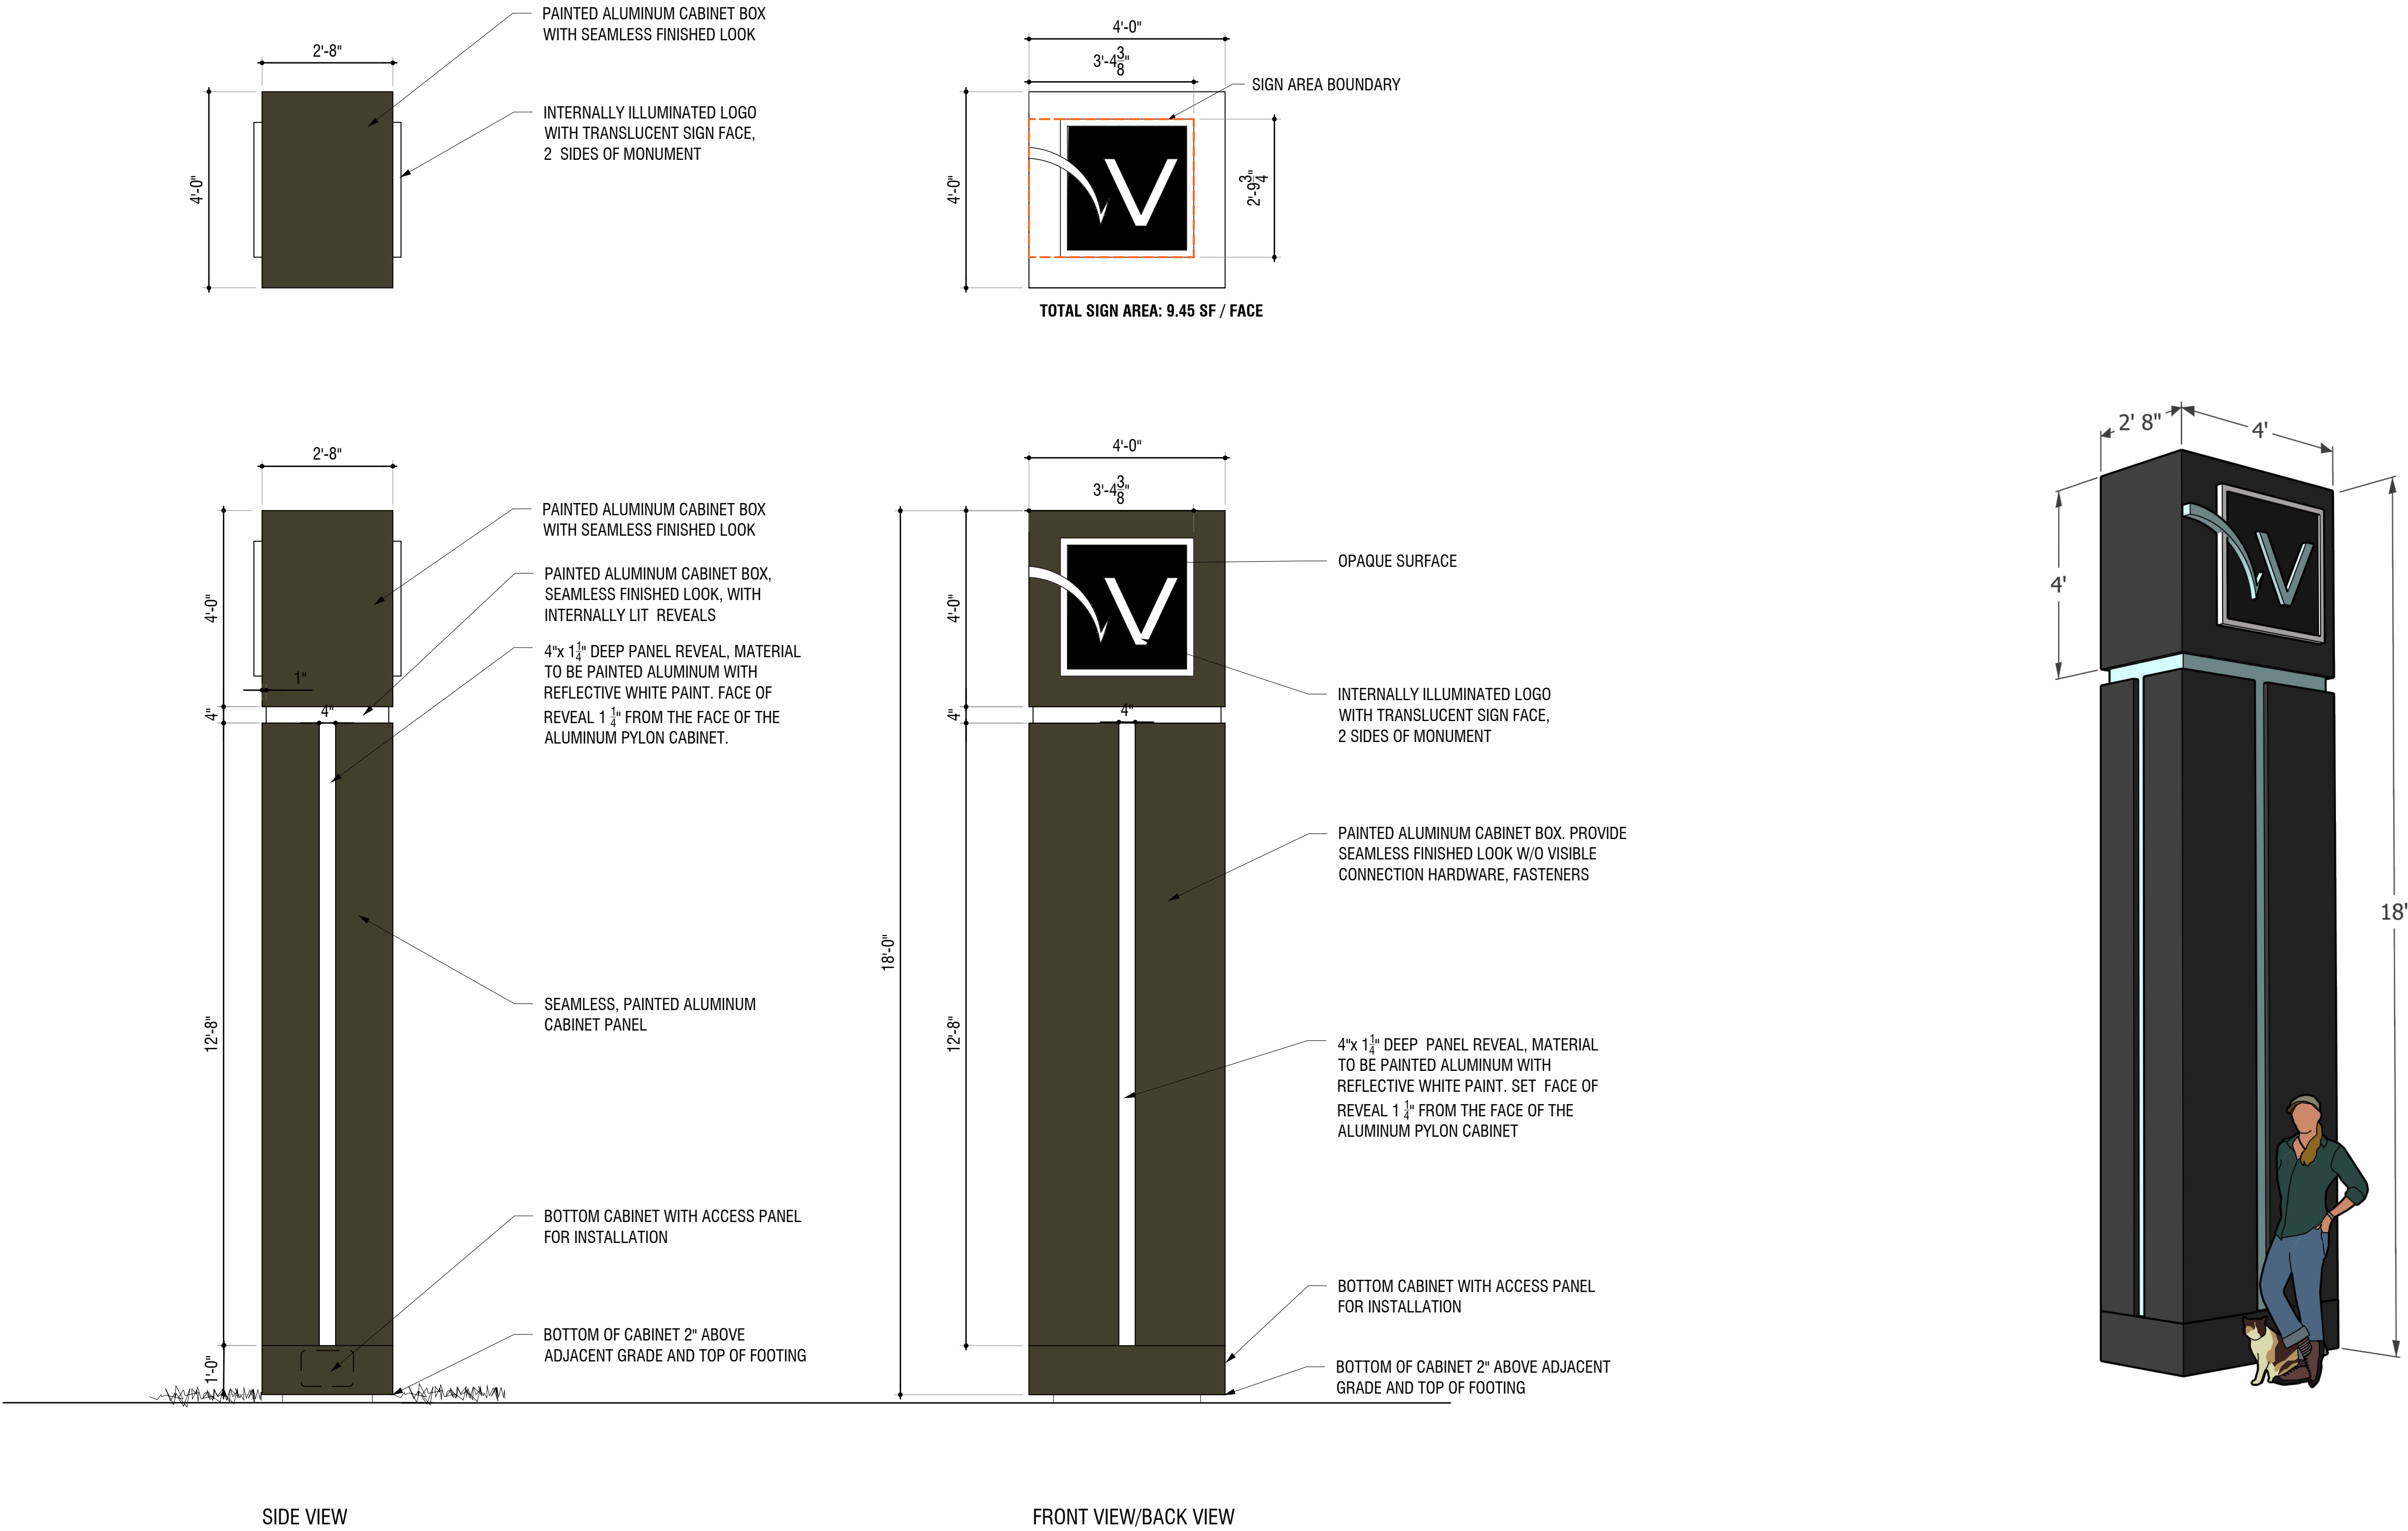 PAINTED ALUMINUM CABINET BOX
WITH SEAMLESS FINISHED LOOK
2'-8"
4'-0"
INTERNALLY ILLUMINATED LOGO
WITH TRANSLUCENT SIGN FACE,
2 SIDES OF MONUMENT
4'-0"
3'-4 3/8"
SIGN AREA BOUNDARY
4'-0"
2'-9 3/4"
V
TOTAL SIGN AREA: 9.45 SF / FACE
2'-8"
PAINTED ALUMINUM CABINET BOX
WITH SEAMLESS FINISHED LOOK
PAINTED ALUMINUM CABINET BOX,
SEAMLESS FINISHED LOOK, WITH
INTERNALLY LIT REVEALS
4"x 1 1/4" DEEP PANEL REVEAL, MATERIAL
TO BE PAINTED ALUMINUM WITH
REFLECTIVE WHITE PAINT. FACE OF
REVEAL 1 1/4" FROM THE FACE OF THE
ALUMINUM PYLON CABINET.
4'-0"
1"
4"
4"
12'-8"
SEAMLESS, PAINTED ALUMINUM
CABINET PANEL
BOTTOM CABINET WITH ACCESS PANEL
FOR INSTALLATION
BOTTOM OF CABINET 2" ABOVE
ADJACENT GRADE AND TOP OF FOOTING
1'-0"
SIDE VIEW
4'-0"
3'-4 3/8"
V
OPAQUE SURFACE
4'-0"
INTERNALLY ILLUMINATED LOGO
WITH TRANSLUCENT SIGN FACE,
2 SIDES OF MONUMENT
4"
4"
PAINTED ALUMINUM CABINET BOX. PROVIDE
SEAMLESS FINISHED LOOK W/O VISIBLE
CONNECTION HARDWARE, FASTENERS
18'-0"
12'-8"
4"x 1 1/4" DEEP PANEL REVEAL, MATERIAL
TO BE PAINTED ALUMINUM WITH
REFLECTIVE WHITE PAINT. SET FACE OF
REVEAL 1 1/4" FROM THE FACE OF THE
ALUMINUM PYLON CABINET
BOTTOM CABINET WITH ACCESS PANEL
FOR INSTALLATION
BOTTOM OF CABINET 2" ABOVE ADJACENT
GRADE AND TOP OF FOOTING
FRONT VIEW/BACK VIEW
2' 8"
4'
4'
V
18'